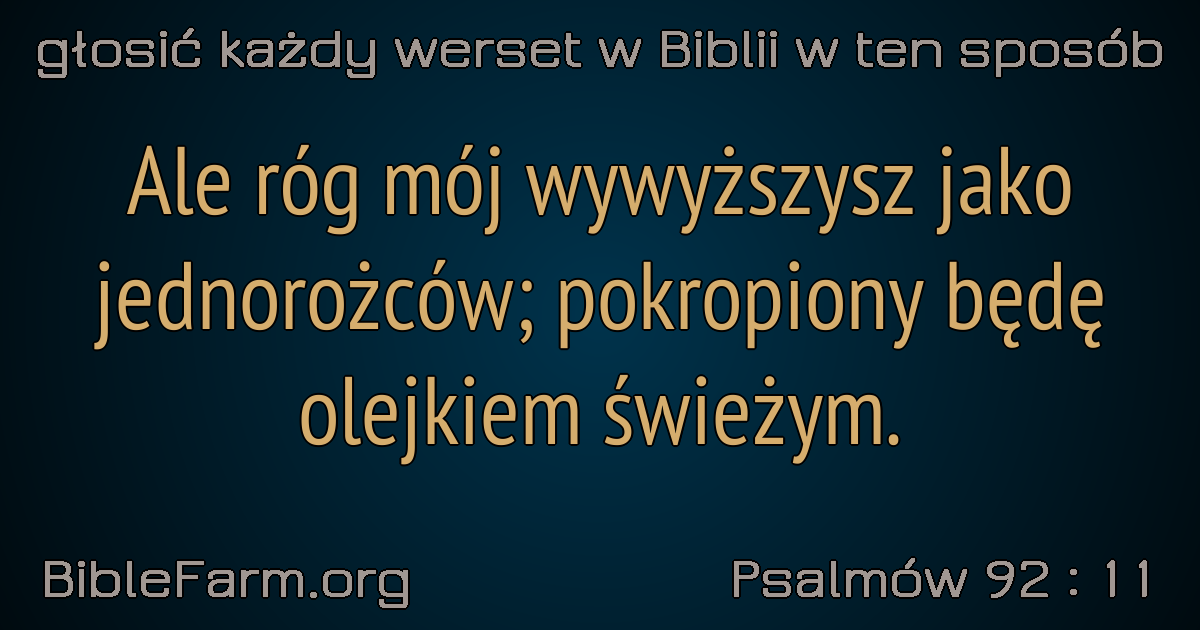 głosić każdy werset w Biblii w ten sposób
Ale róg mój wywyższysz jako
jednorożców; pokropiony będę
olejkiem świeżym.
BibleFarm.org
Psalmów 92 : 11